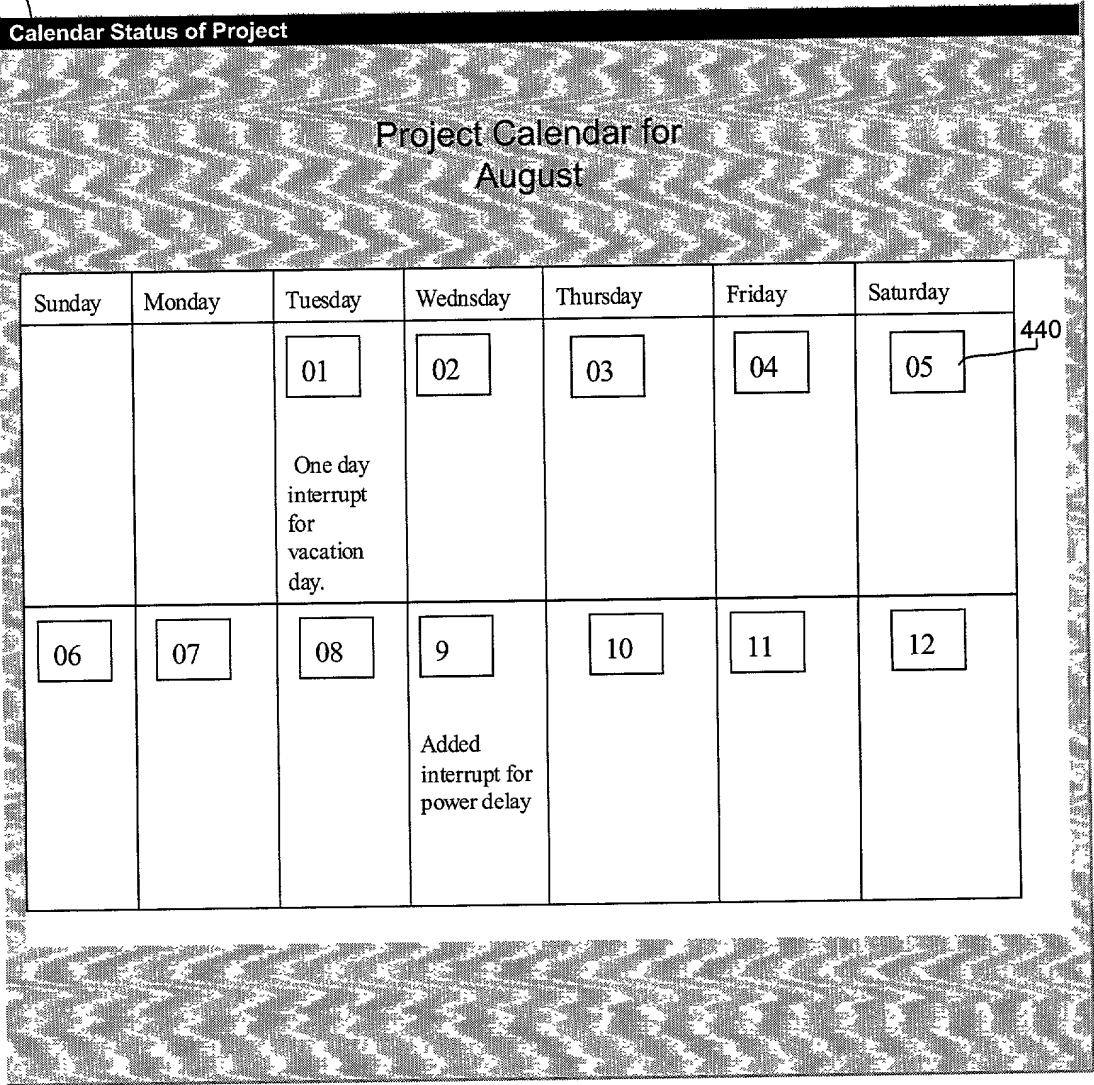 Calendar Status of Project
Project Calendar for
August
Sunday Monday Tuesday Wednsday Thursday Friday Saturday
440
01 02 03 04 05
One day
interrupt
for
vacation
day.
06 07 08 9 10 11 12
Added
interrupt for
power delay